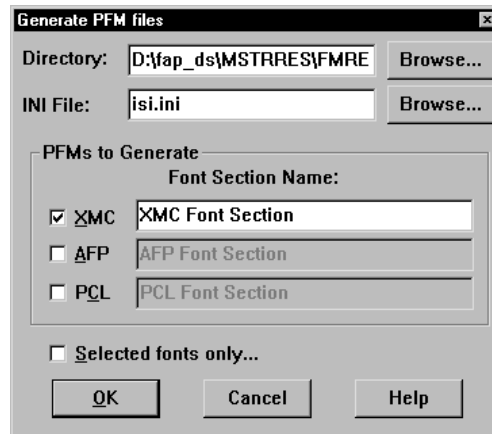 Generate PFM files
Directory: D:\fap_ds\MSTRRES\FMRE Browse...
INI File: isi.ini Browse...
PFMs to Generate
Font Section Name:
XMC XMC Font Section
AFP AFP Font Section
PCL PCL Font Section
Selected fonts only...
OK Cancel Help